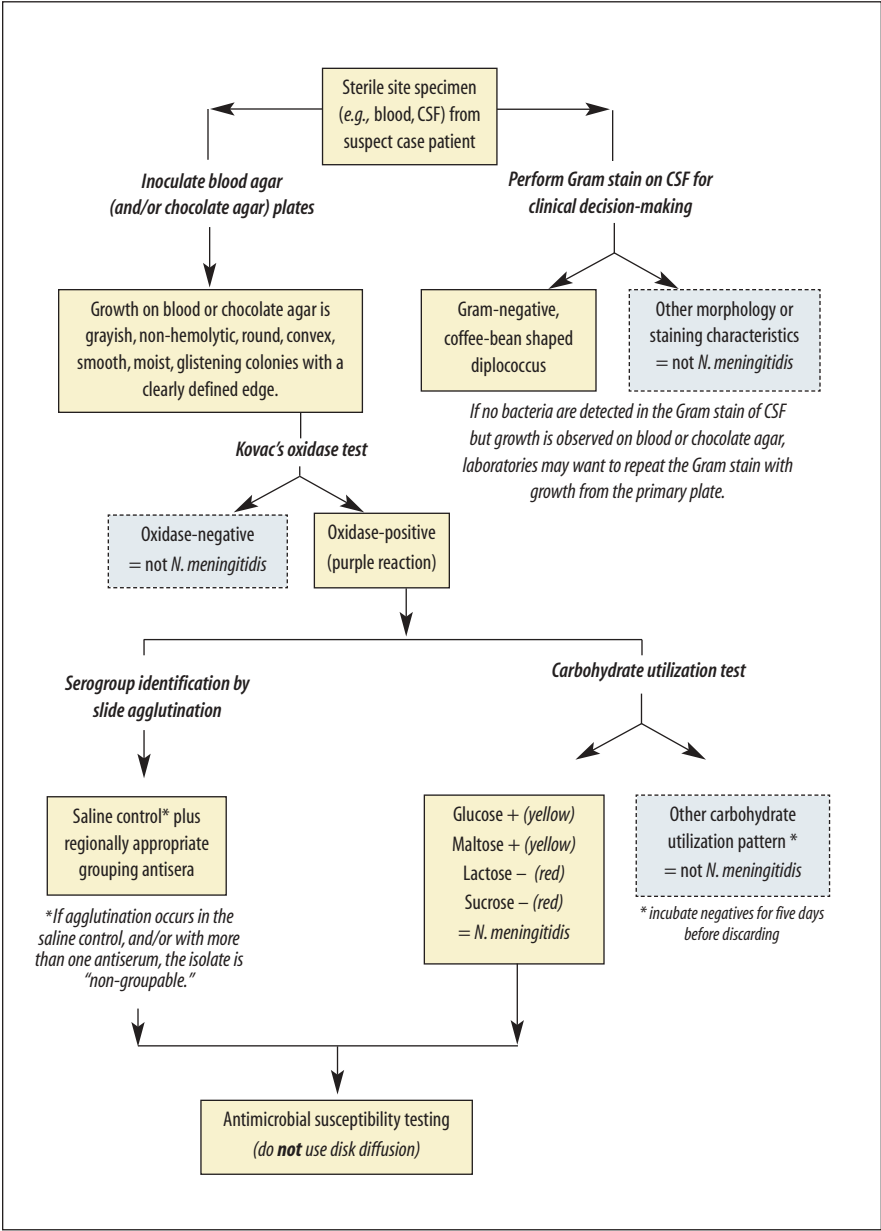 Sterile site specimen
(e.g., blood, CSF) from
suspect case patient
Inoculate blood agar
(and/or chocolate agar) plates
Perform Gram stain on CSF for
clinical decision-making
Growth on blood or chocolate agar is
grayish, non-hemolytic, round, convex,
smooth, moist, glistening colonies with a
clearly defined edge.
Gram-negative,
coffee-bean shaped
diplococcus
Other morphology or
staining characteristics
= not N. meningitidis
If no bacteria are detected in the Gram stain of CSF
but growth is observed on blood or chocolate agar,
laboratories may want to repeat the Gram stain with
growth from the primary plate.
Kovac's oxidase test
Oxidase-negative
= not N. meningitidis
Oxidase-positive
(purple reaction)
Serogroup identification by
slide agglutination
Carbohydrate utilization test
Saline control* plus
regionally appropriate
grouping antisera
*If agglutination occurs in the
saline control, and/or with more
than one antiserum, the isolate is
“non-groupable.”
Glucose + (yellow)
Maltose + (yellow)
Lactose – (red)
Sucrose – (red)
= N. meningitidis
Other carbohydrate
utilization pattern *
= not N. meningitidis
* incubate negatives for five days
before discarding
Antimicrobial susceptibility testing
(do not use disk diffusion)